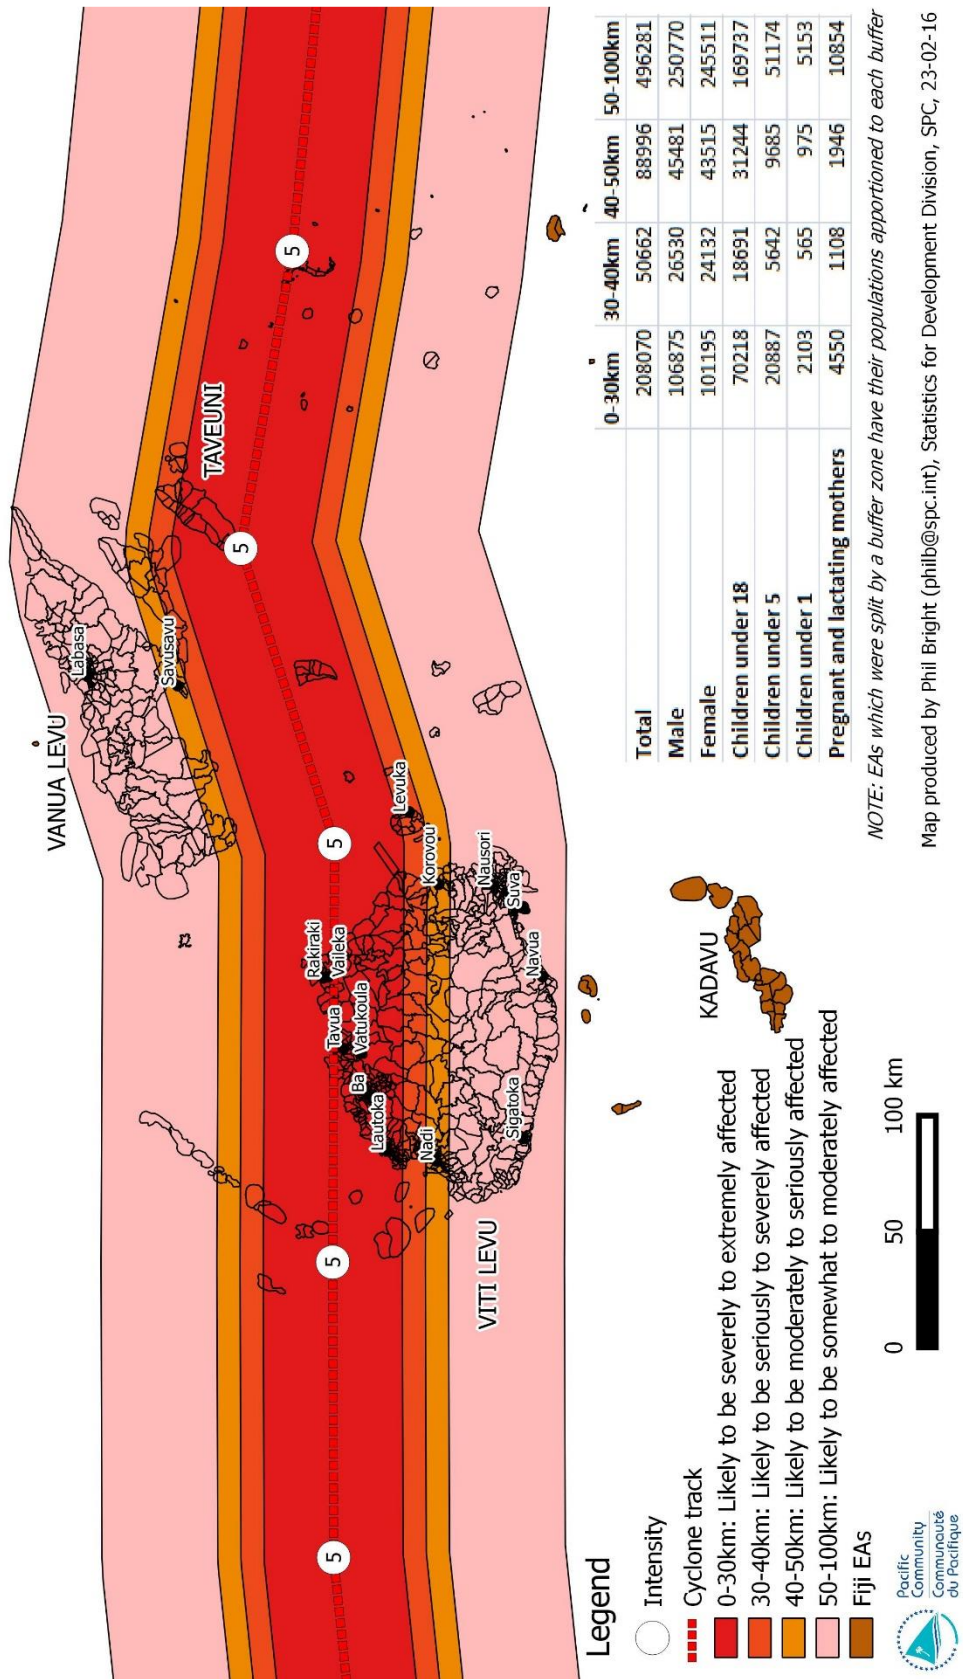 VANUA LEVU
Labasa
Savusavu
TAVEUNI
5
5
5
5
5
Rakiraki
Vaileka
Tavua
Vatukoula
Ba
Lautoka
Nadi
Levuka
Korovou
Nausori
Suva
Navua
Sigatoka
VITI LEVU
KADAVU
Legend
Intensity
Cyclone track
0-30km: Likely to be severely to extremely affected
30-40km: Likely to be seriously to severely affected
40-50km: Likely to be moderately to seriously affected
50-100km: Likely to be somewhat to moderately affected
Fiji EAs
0 50 100 km
0-30km 30-40km 40-50km 50-100km
Total 208070 50662 88996 496281
Male 106875 26530 45481 250770
Female 101195 24132 43515 245511
Children under 18 70218 18691 31244 169737
Children under 5 20887 5642 9685 51174
Children under 1 2103 565 975 5153
Pregnant and lactating mothers 4550 1108 1946 10854
NOTE: EAs which were split by a buffer zone have their populations apportioned to each buffer
Map produced by Phil Bright (philb@spc.int), Statistics for Development Division, SPC, 23-02-16
Pacific
Community
Communauté
du Pacifique